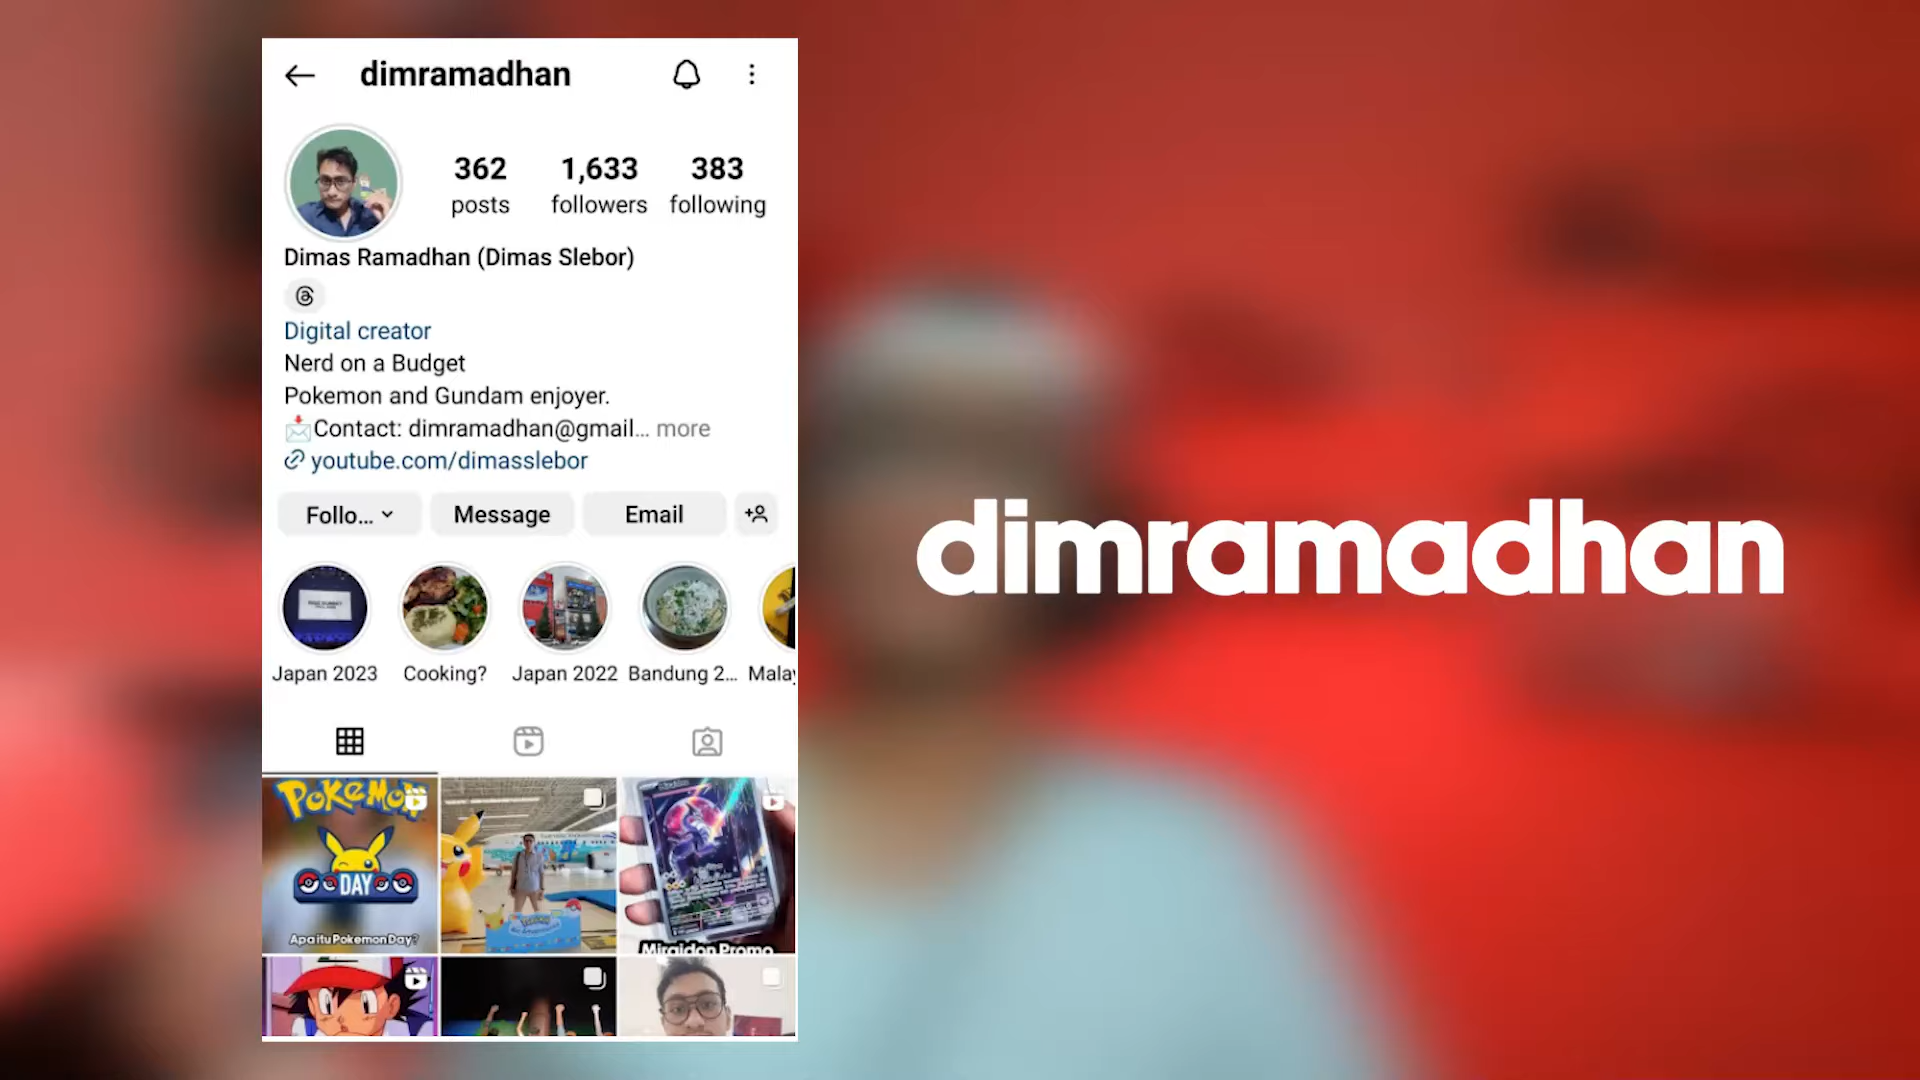 dimramadhan
362
1,633
383
posts
followers
following
Dimas Ramadhan (Dimas Slebor)
Digital creator
Nerd on a Budget
Pokemon and Gundam enjoyer.
Contact: dimramadhan@gmail... more
youtube.com/dimasslebor
Follo...
Message
Email
Japan 2023
Cooking?
Japan 2022
Bandung 2...
Malay
POKéMON
DAY
Apa itu Pokemon Day?
Miraidon Promo
dimramadhan